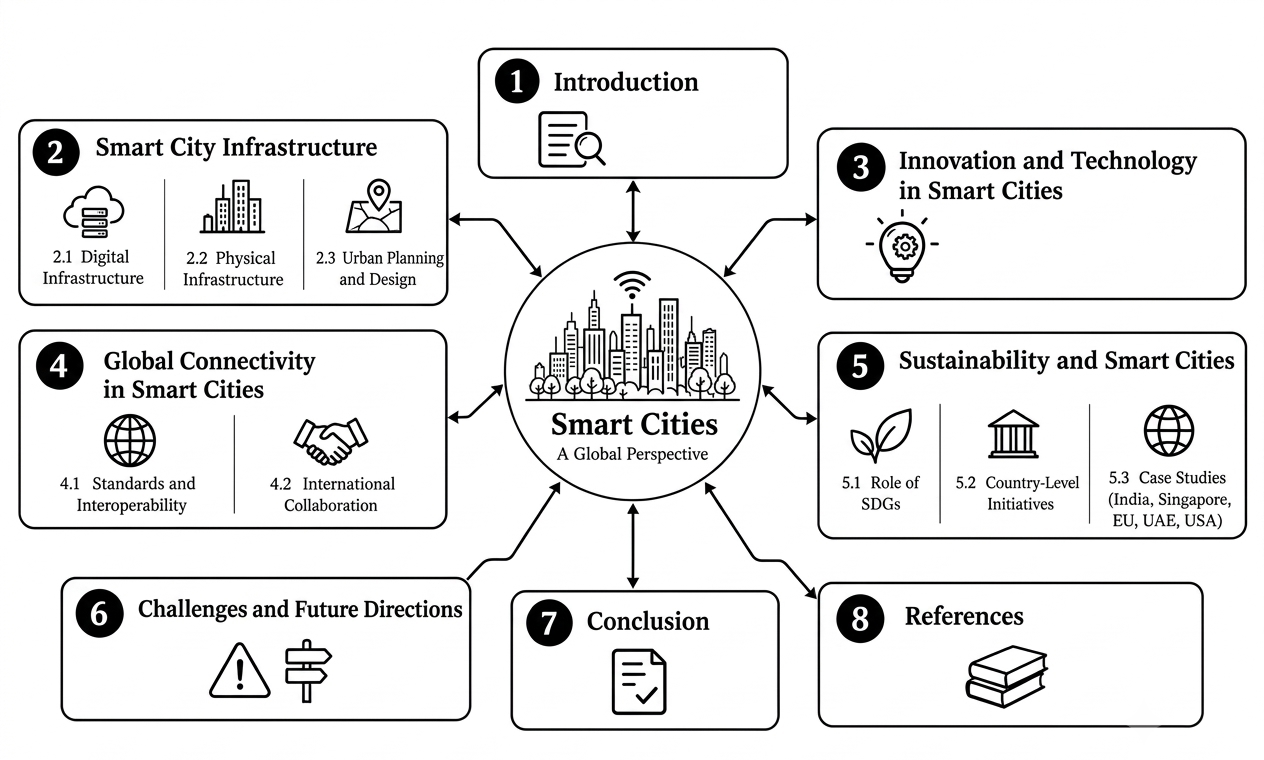 1 Introduction
2 Smart City Infrastructure
2.1 Digital
Infrastructure
2.2 Physical
Infrastructure
2.3 Urban Planning
and Design
3 Innovation and Technology
in Smart Cities
Smart Cities
A Global Perspective
4 Global Connectivity
in Smart Cities
4.1 Standards and
Interoperability
4.2 International
Collaboration
5 Sustainability and Smart Cities
5.1 Role of
SDGs
5.2 Country-Level
Initiatives
5.3 Case Studies
(India, Singapore,
EU, UAE, USA)
6 Challenges and Future Directions
7 Conclusion
8 References